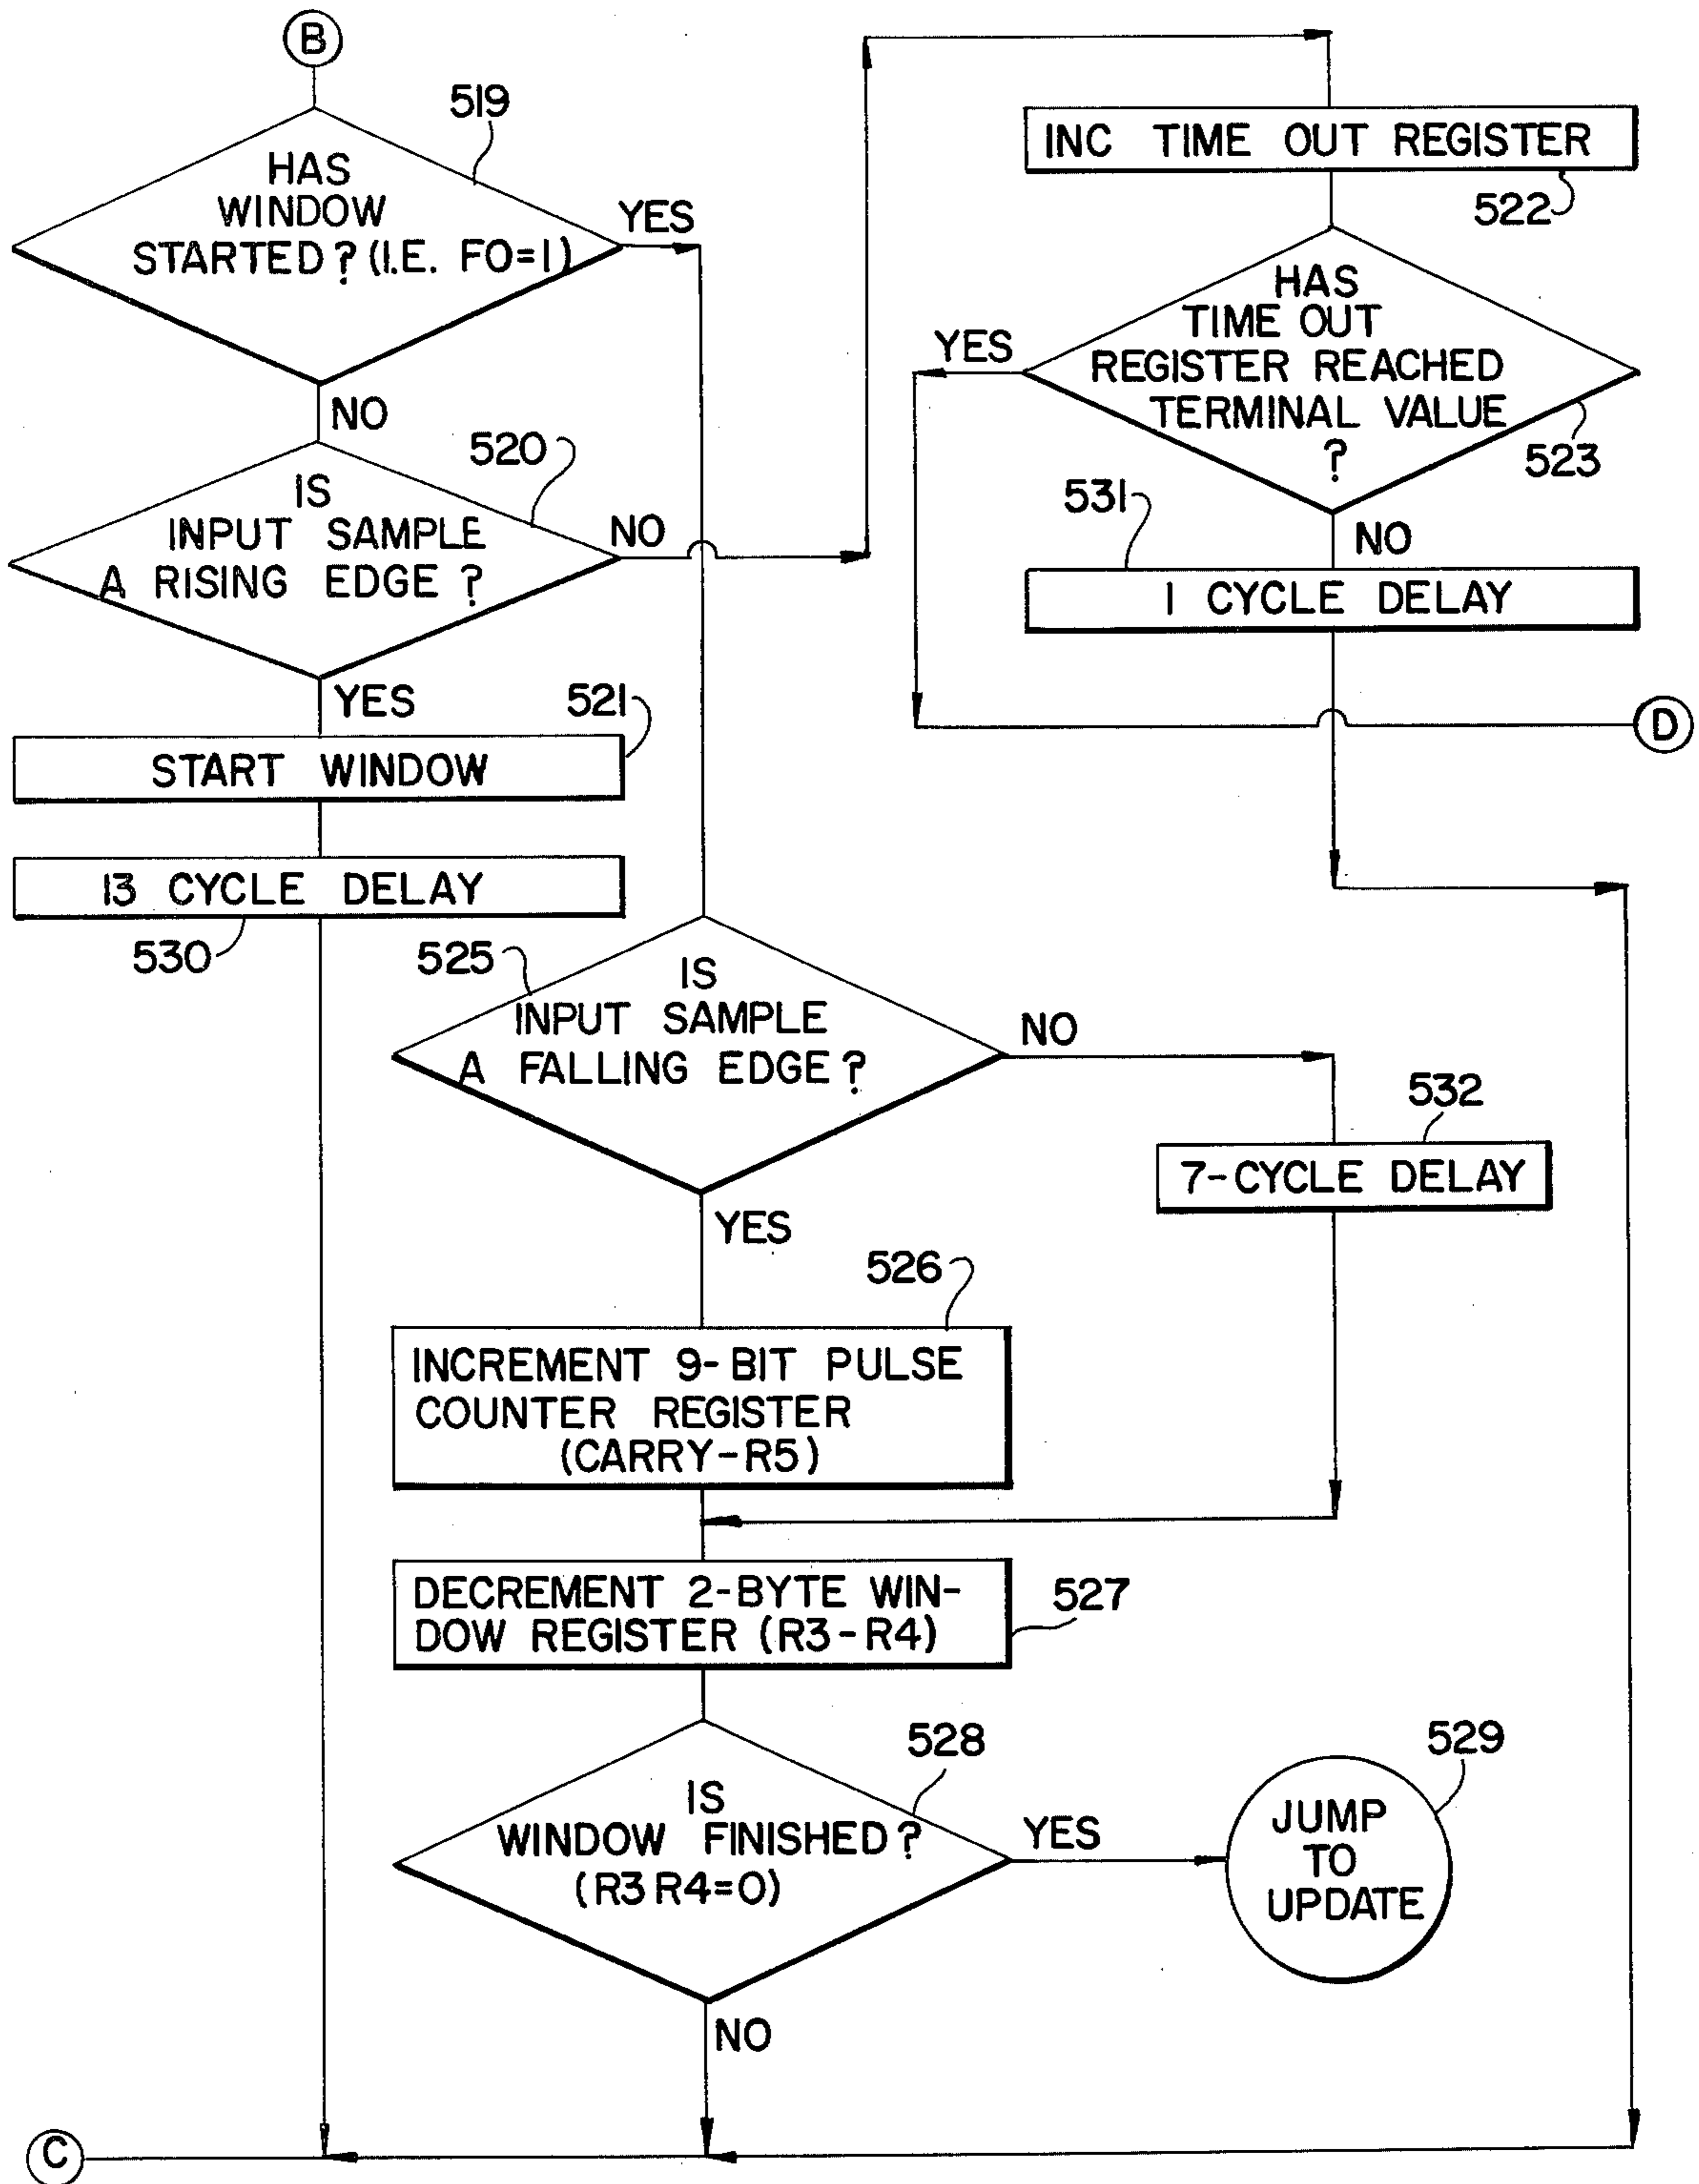 B
519
HAS
WINDOW
STARTED? (I.E. FO=1)
YES
NO
520
IS
INPUT SAMPLE
A RISING EDGE?
NO
YES
521
START WINDOW
13 CYCLE DELAY
530
INC TIME OUT REGISTER
522
HAS
TIME OUT
REGISTER REACHED
TERMINAL VALUE
?
YES
523
NO
531
1 CYCLE DELAY
D
525
IS
INPUT SAMPLE
A FALLING EDGE?
NO
532
7-CYCLE DELAY
YES
526
INCREMENT 9-BIT PULSE
COUNTER REGISTER
(CARRY-R5)
DECREMENT 2-BYTE WIN-
DOW REGISTER (R3-R4)
527
528
IS
WINDOW FINISHED?
(R3 R4=0)
YES
529
JUMP
TO
UPDATE
NO
C